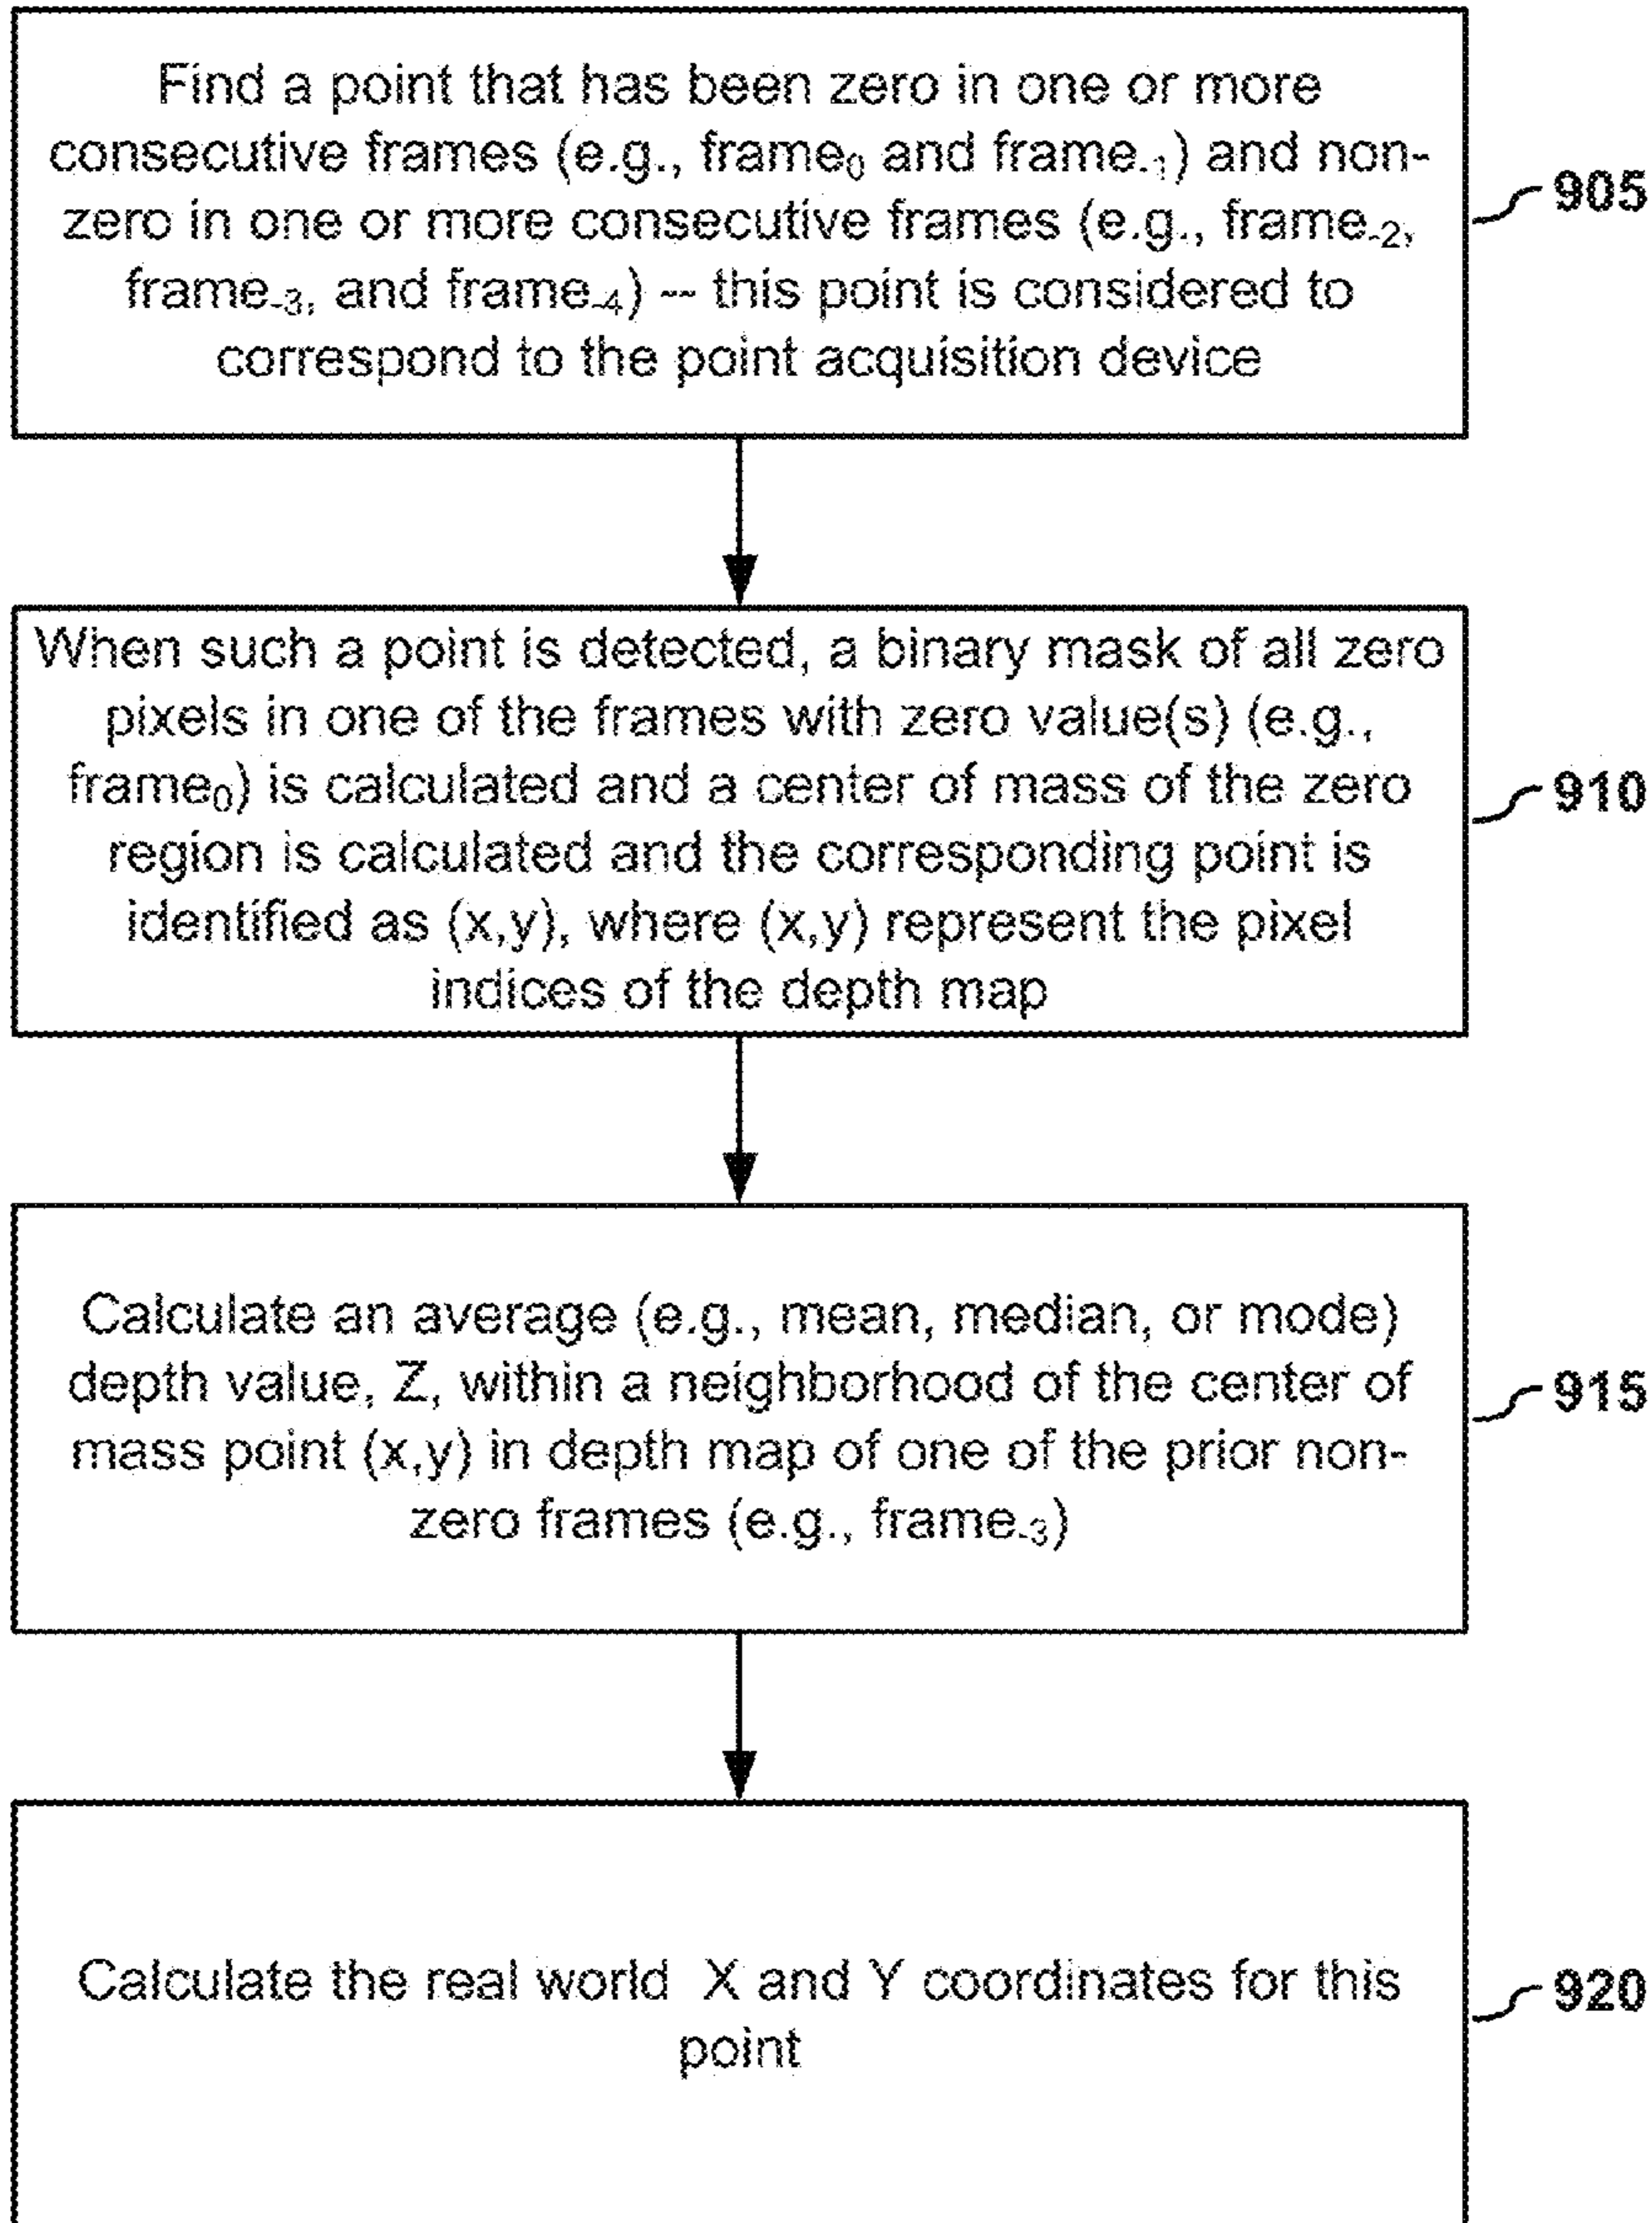 Find a point that has been zero in one or more
consecutive frames (e.g., frame₀ and frame₋₁) and non-
zero in one or more consecutive frames (e.g., frame₋₂,
frame₋₃, and frame₋₄) -- this point is considered to
correspond to the point acquisition device
905
When such a point is detected, a binary mask of all zero
pixels in one of the frames with zero value(s) (e.g.,
frame₀) is calculated and a center of mass of the zero
region is calculated and the corresponding point is
identified as (x,y), where (x,y) represent the pixel
indices of the depth map
910
Calculate an average (e.g., mean, median, or mode)
depth value, Z, within a neighborhood of the center of
mass point (x,y) in depth map of one of the prior non-
zero frames (e.g., frame₋₃)
915
Calculate the real world X and Y coordinates for this
point
920